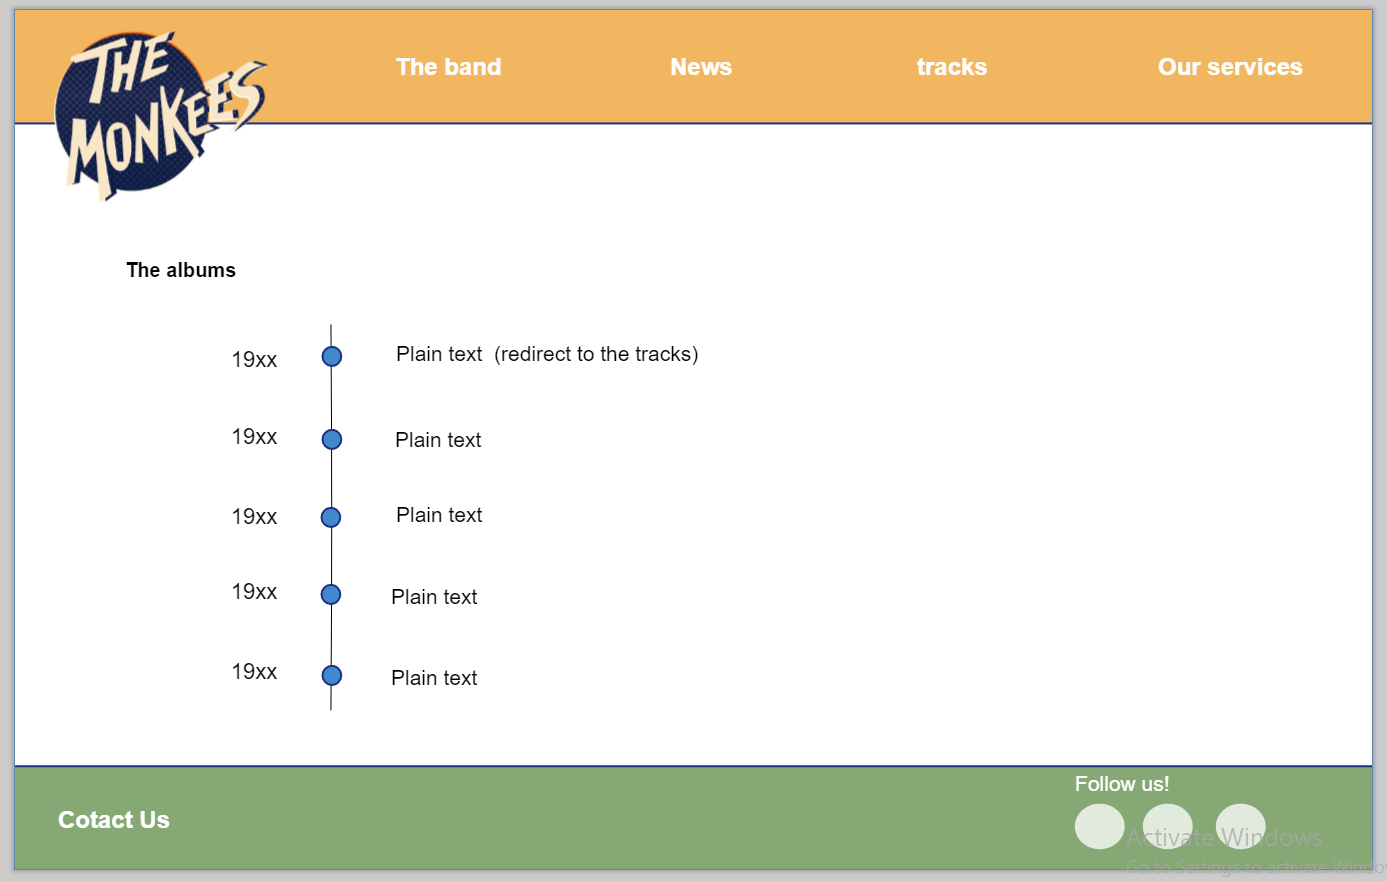 THE
MONKEES
The band
News
tracks
Our services
The albums
19xx
Plain text (redirect to the tracks)
19xx
Plain text
19xx
Plain text
19xx
Plain text
19xx
Plain text
Follow us!
Cotact Us
Activate Windows
Go to Settings to activate Windo